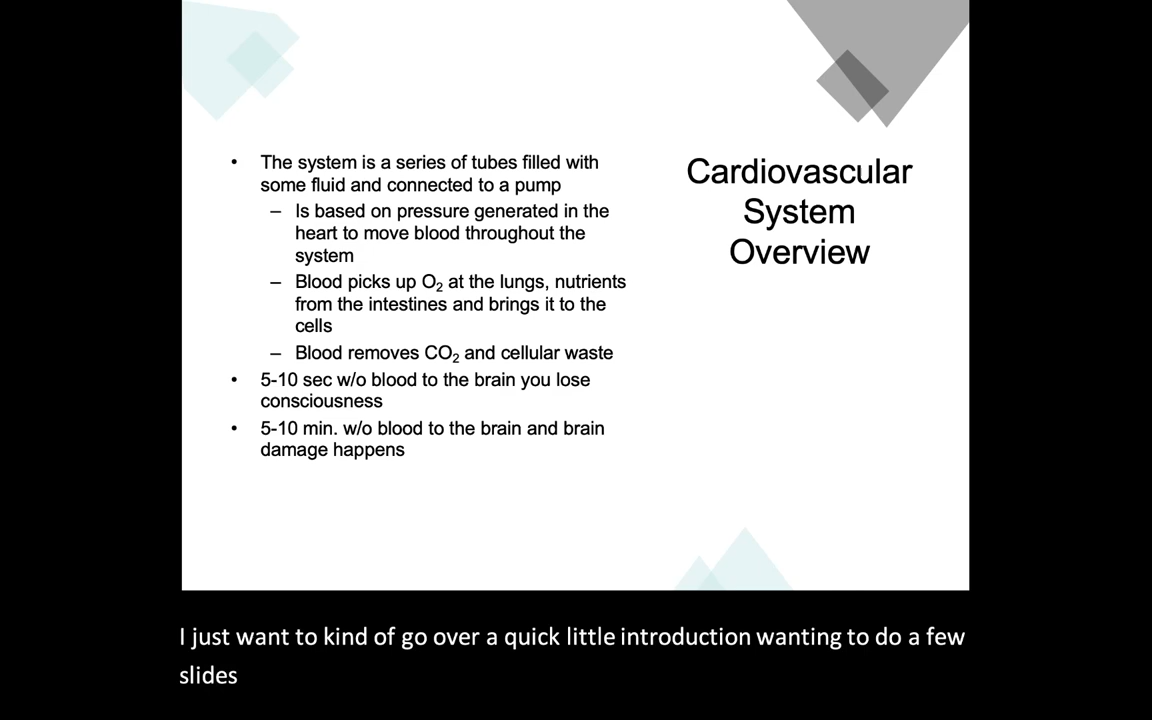 • The system is a series of tubes filled with
some fluid and connected to a pump
– Is based on pressure generated in the
heart to move blood throughout the
system
– Blood picks up O₂ at the lungs, nutrients
from the intestines and brings it to the
cells
– Blood removes CO₂ and cellular waste
• 5-10 sec w/o blood to the brain you lose
consciousness
• 5-10 min. w/o blood to the brain and brain
damage happens
Cardiovascular
System
Overview
I just want to kind of go over a quick little introduction wanting to do a few
slides